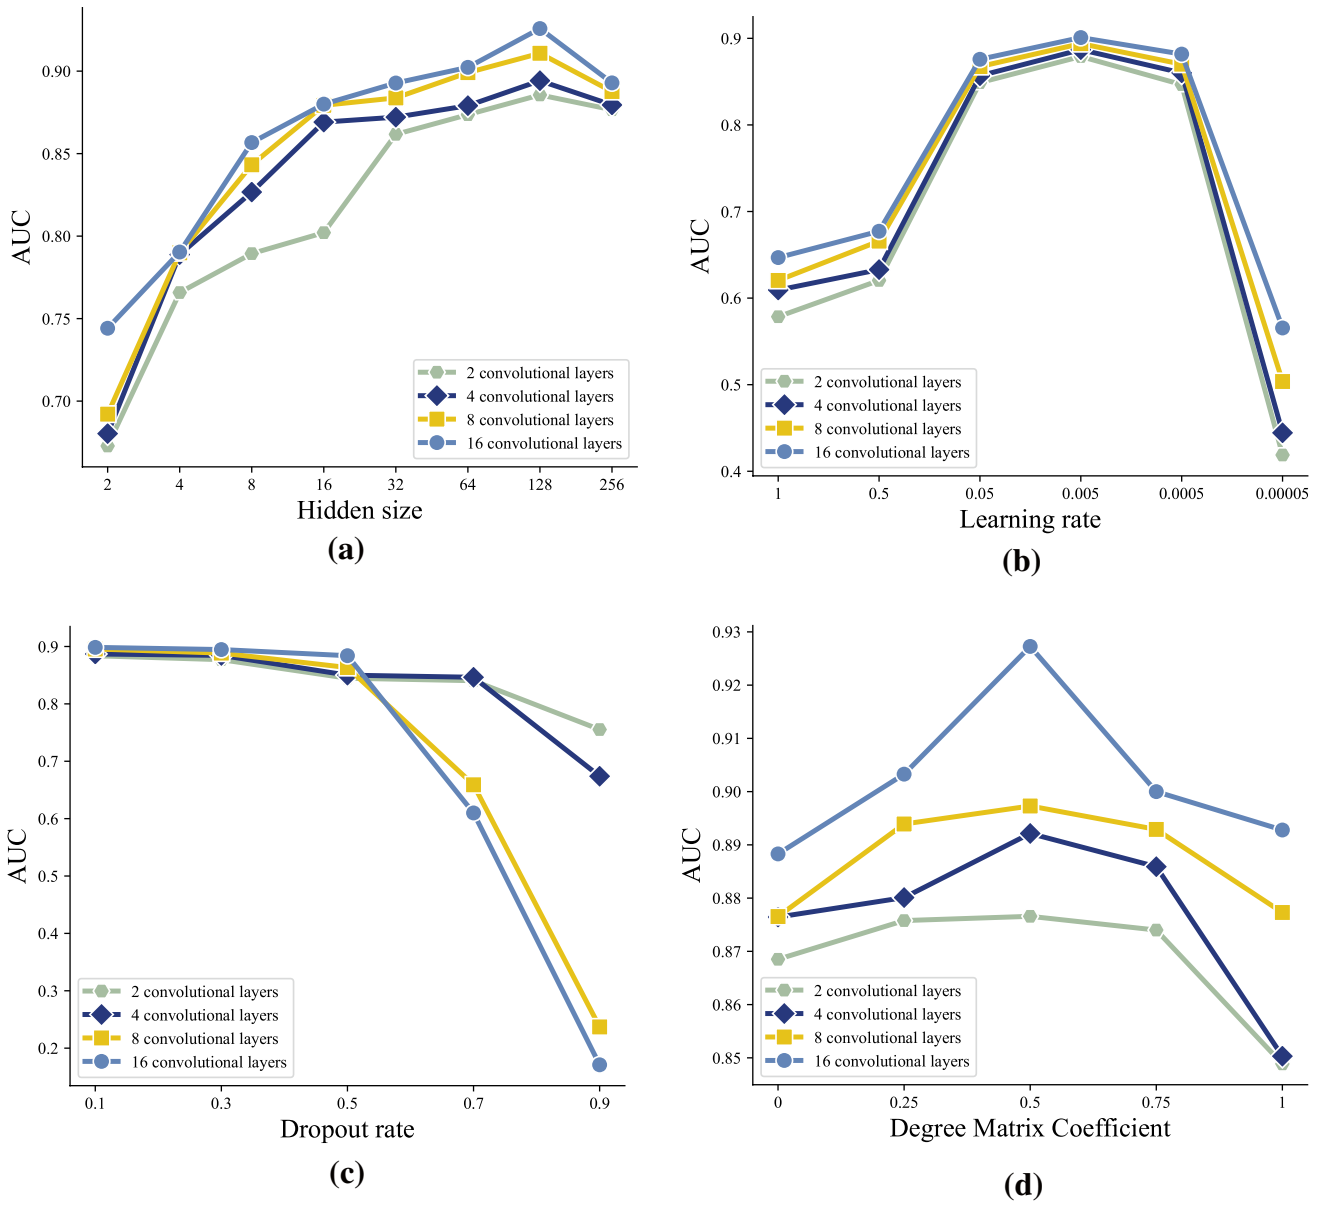 0.90
0.85
0.80
0.75
0.70
AUC
2 convolutional layers
4 convolutional layers
8 convolutional layers
16 convolutional layers
2 4 8 16 32 64 128 256
Hidden size
(a)
0.9
0.8
0.7
0.6
0.5
0.4
AUC
2 convolutional layers
4 convolutional layers
8 convolutional layers
16 convolutional layers
1 0.5 0.05 0.005 0.0005 0.00005
Learning rate
(b)
0.9
0.8
0.7
0.6
0.5
0.4
0.3
0.2
AUC
2 convolutional layers
4 convolutional layers
8 convolutional layers
16 convolutional layers
0.1 0.3 0.5 0.7 0.9
Dropout rate
(c)
0.93
0.92
0.91
0.90
0.89
0.88
0.87
0.86
0.85
AUC
2 convolutional layers
4 convolutional layers
8 convolutional layers
16 convolutional layers
0 0.25 0.5 0.75 1
Degree Matrix Coefficient
(d)